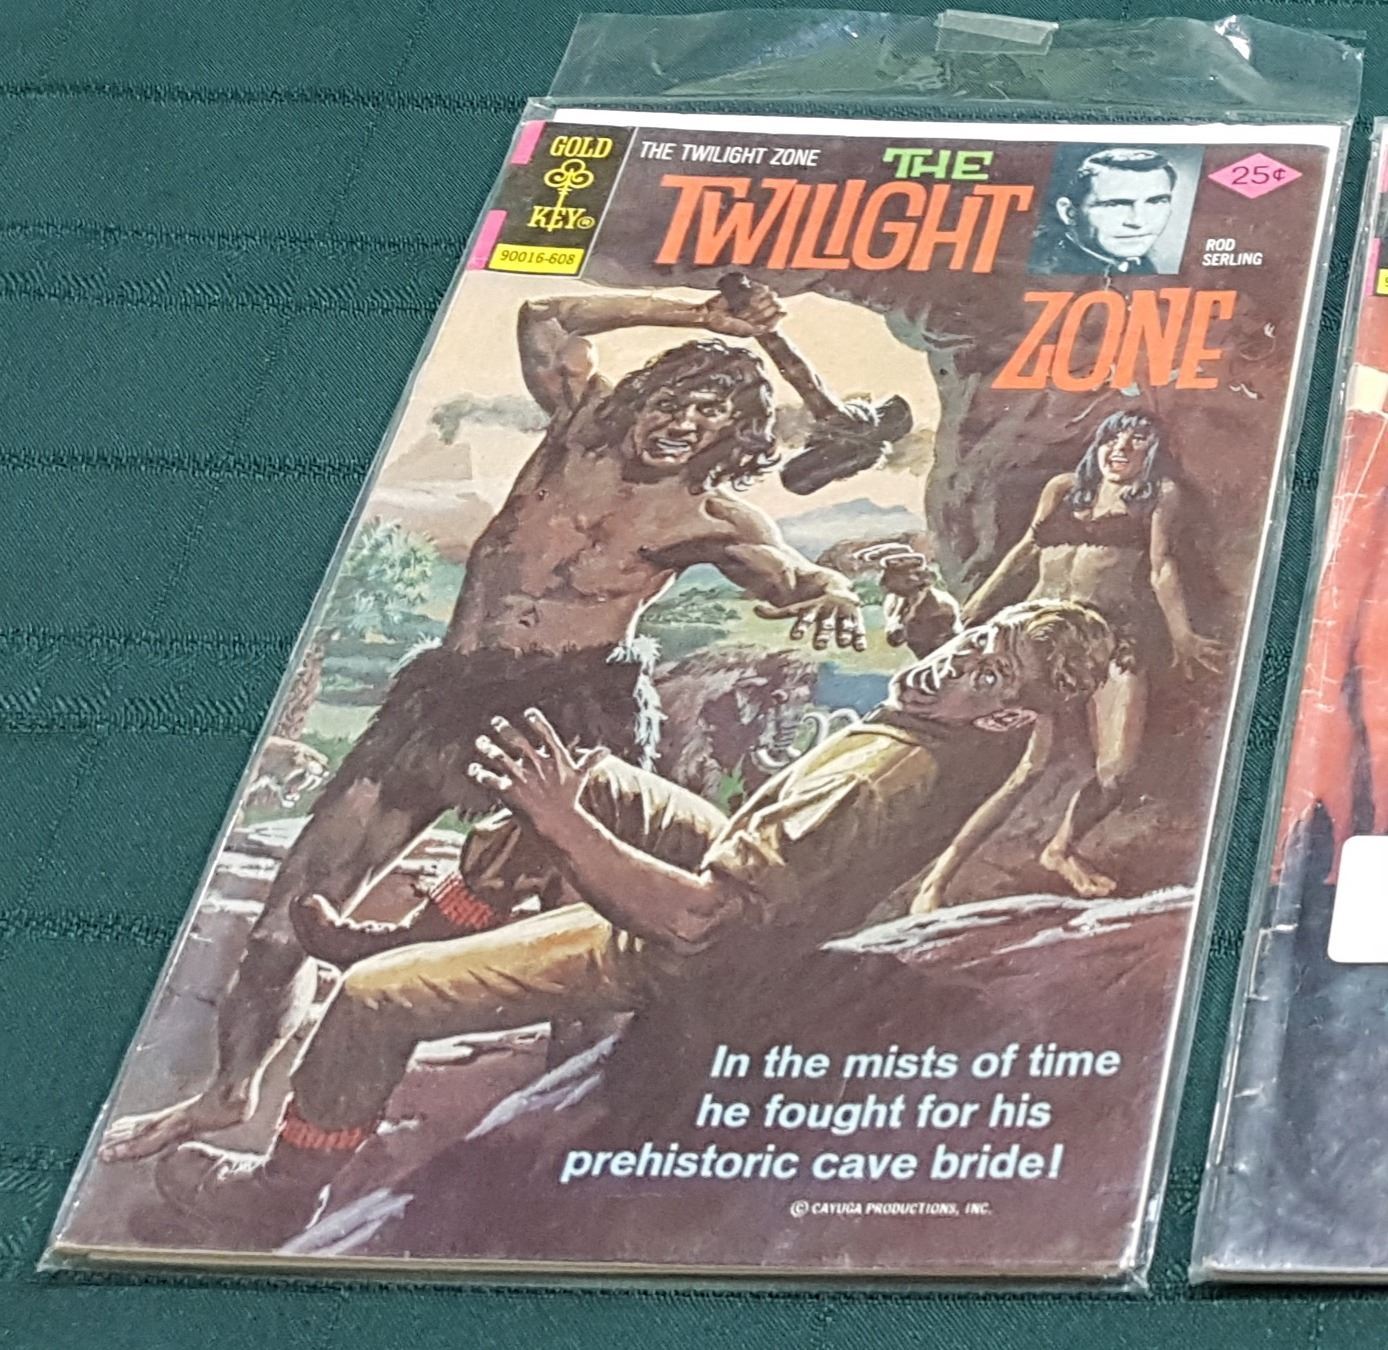 GOLD
KEY®
90016-608
THE TWILIGHT ZONE
THE
TWILIGHT
ZONE
ROD
SERLING
25¢
In the mists of time
he fought for his
prehistoric cave bride!
© CAYUGA PRODUCTIONS, INC.